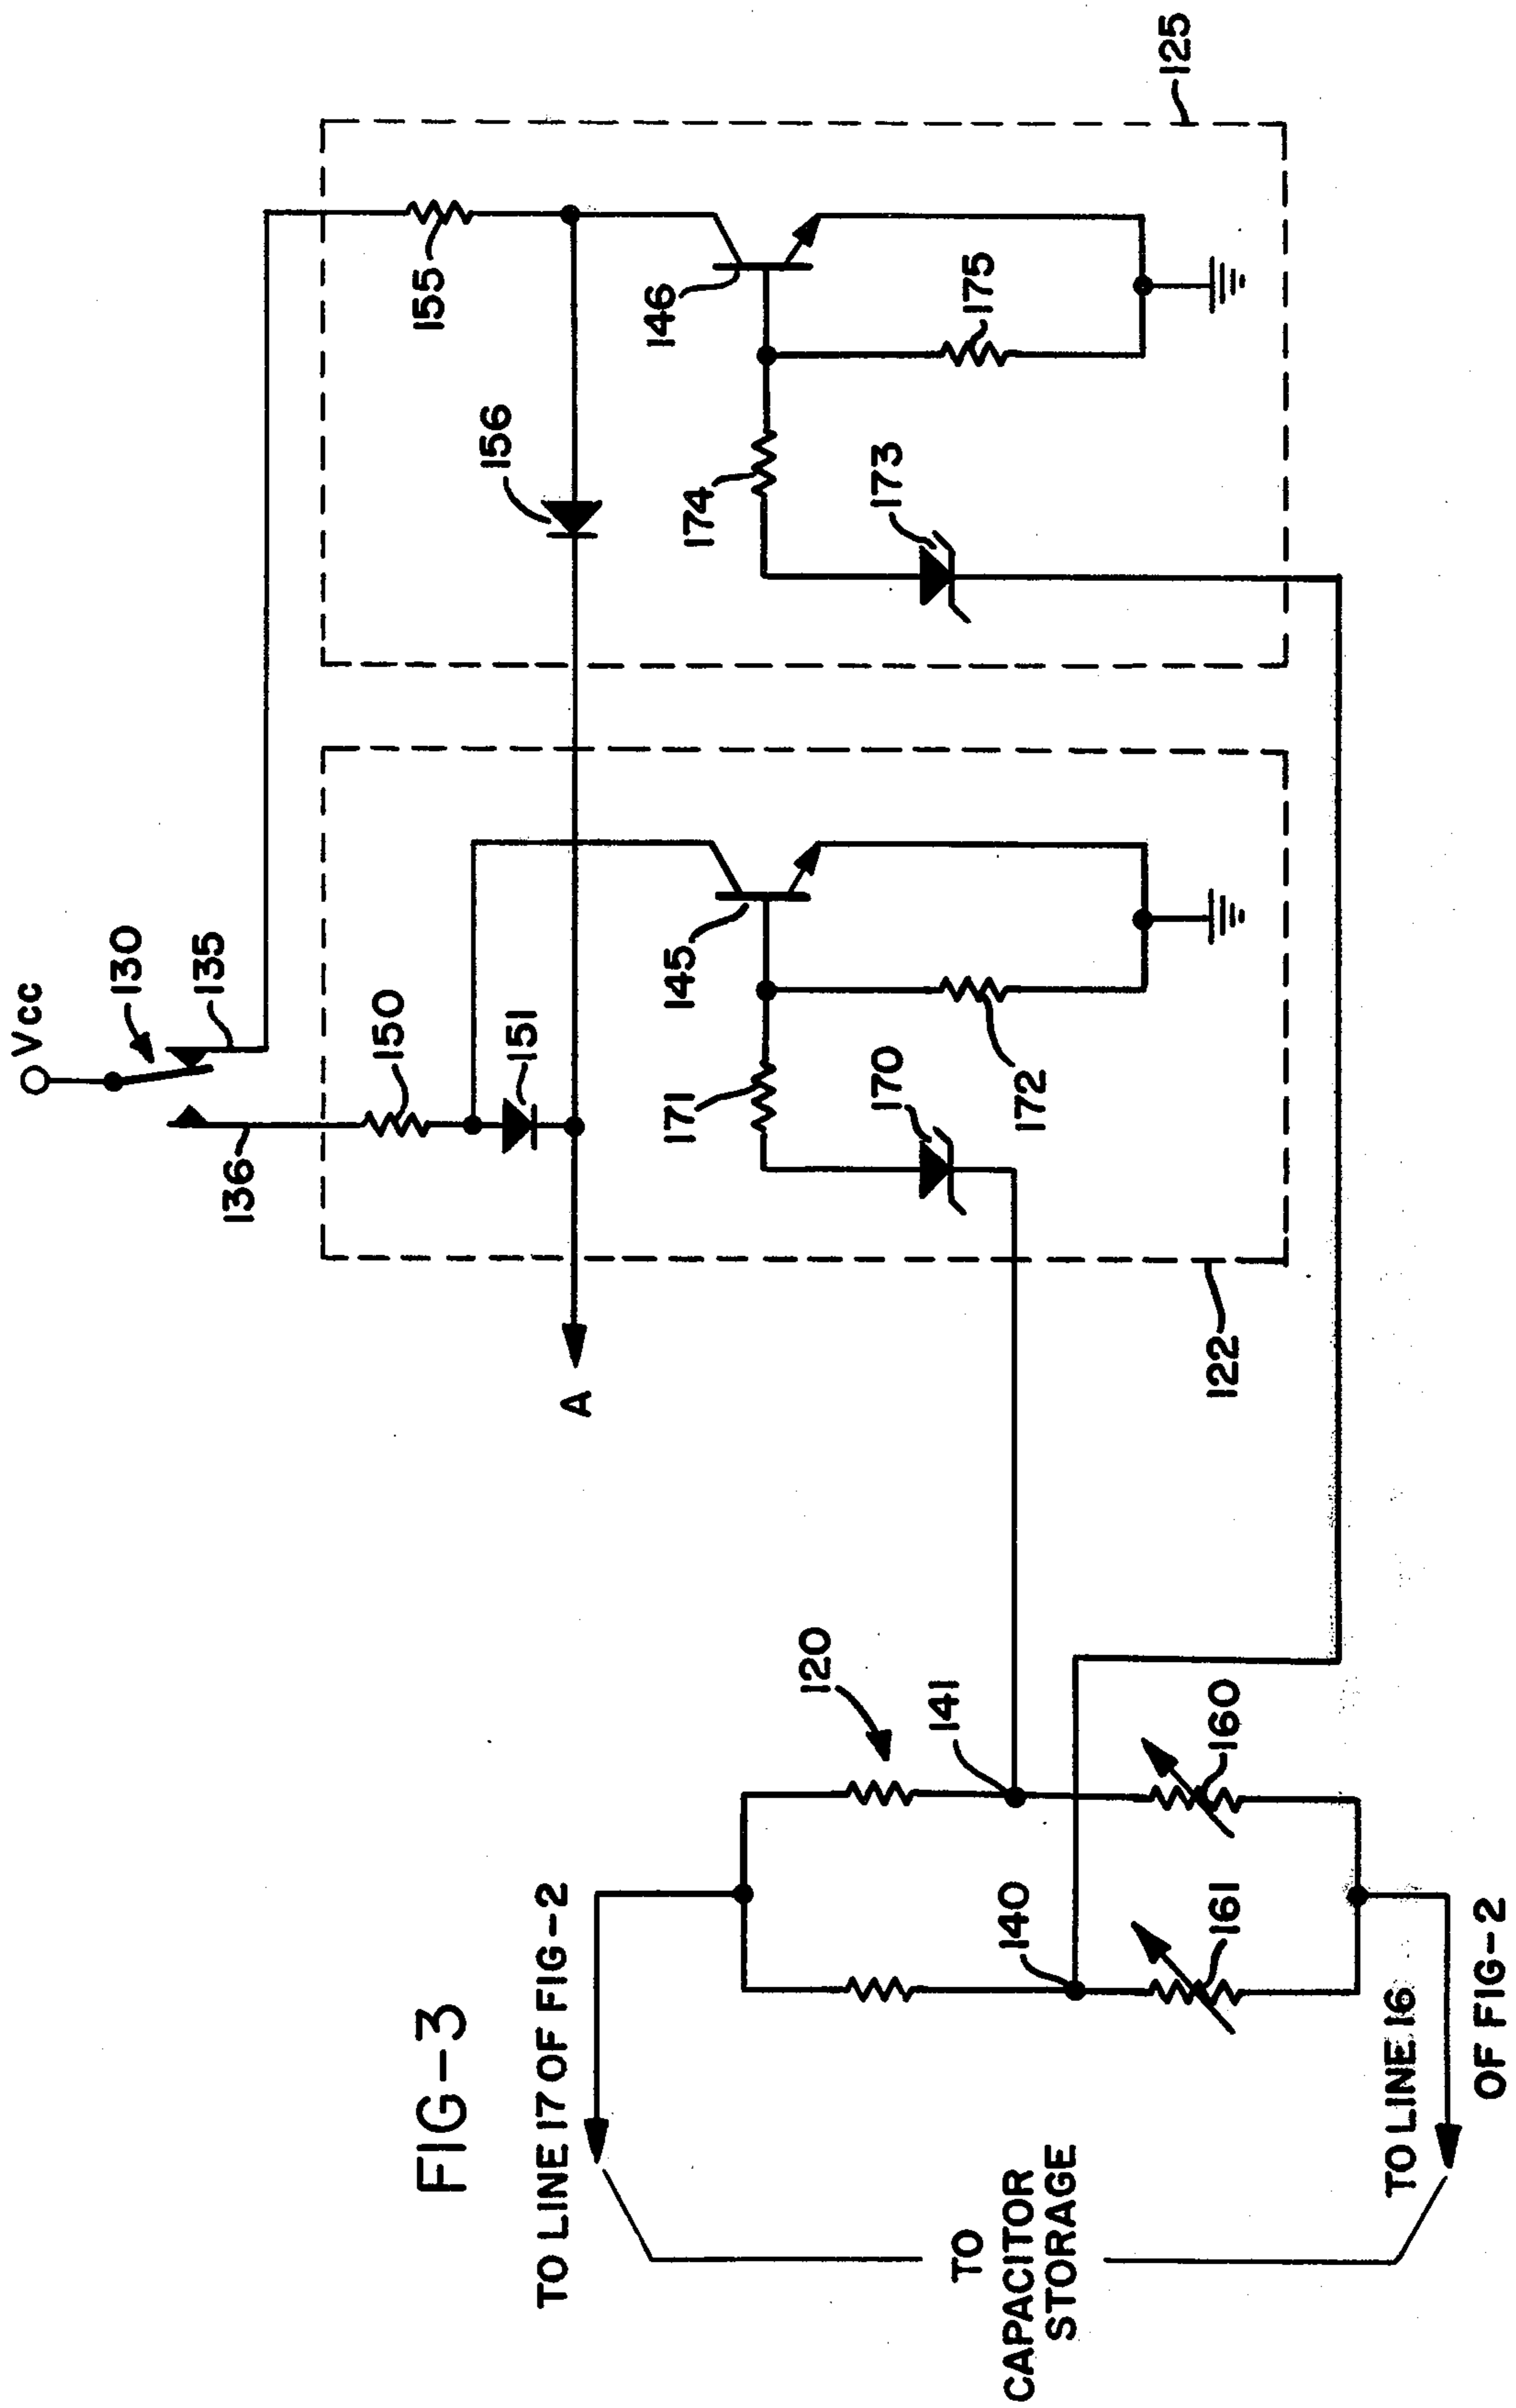 FIG-3
Vcc
130
135
136
150
151
155
156
A
145
146
171
170
172
174
173
175
122
125
120
141
140
160
161
TO LINE 17 OF FIG-2
TO
CAPACITOR
STORAGE
TO LINE 16
OF FIG-2